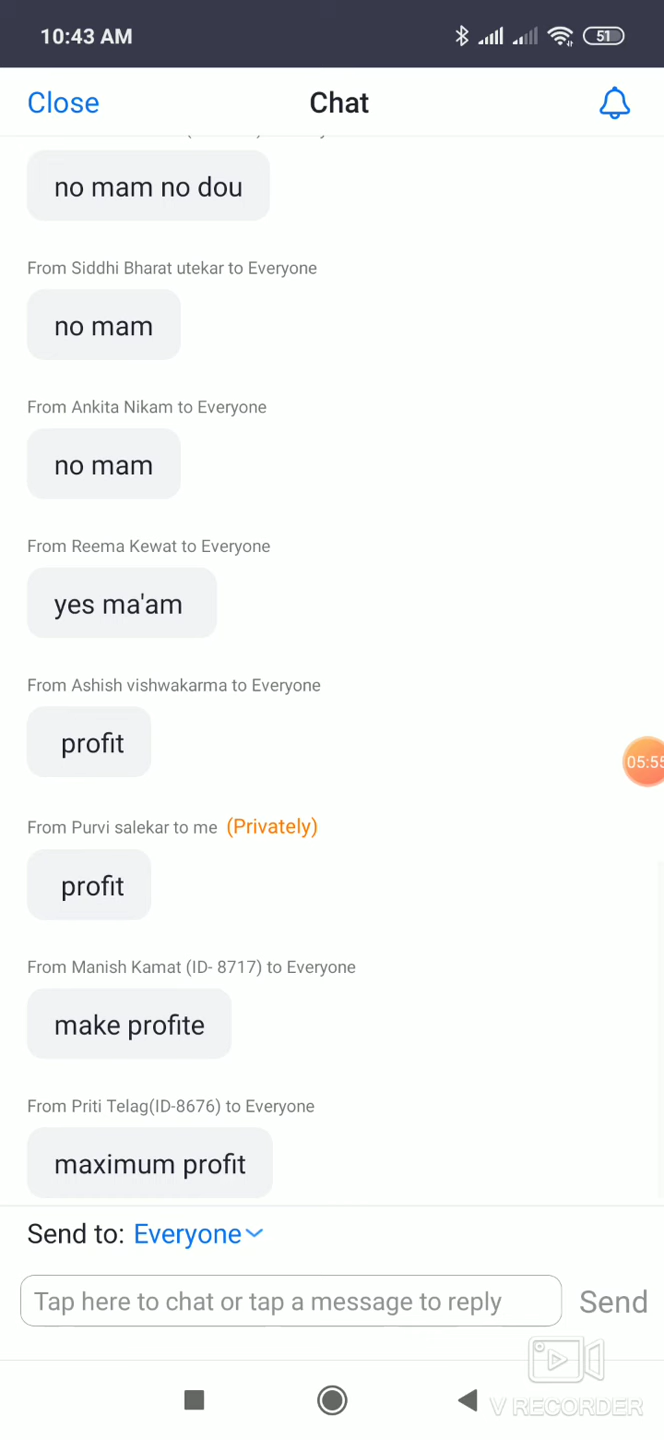 10:43 AM
51
Close
Chat
no mam no dou
From Siddhi Bharat utekar to Everyone
no mam
From Ankita Nikam to Everyone
no mam
From Reema Kewat to Everyone
yes ma'am
From Ashish vishwakarma to Everyone
profit
From Purvi salekar to me (Privately)
profit
From Manish Kamat (ID- 8717) to Everyone
make profite
From Priti Telag(ID-8676) to Everyone
maximum profit
05:55
Send to: Everyone
Tap here to chat or tap a message to reply
Send
V RECORDER